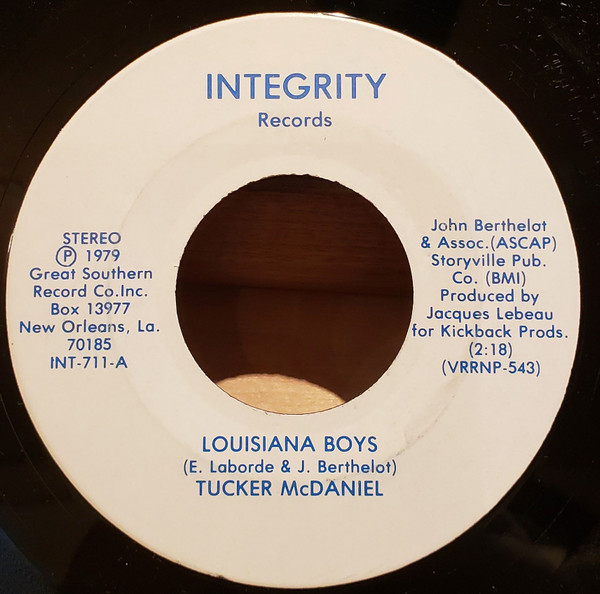 INTEGRITY
Records
STEREO
Ⓟ 1979
Great Southern
Record Co.Inc.
Box 13977
New Orleans, La.
70185
INT-711-A
John Berthelot
& Assoc.(ASCAP)
Storyville Pub.
Co. (BMI)
Produced by
Jacques Lebeau
for Kickback Prods.
(2:18)
(VRRNP-543)
LOUISIANA BOYS
(E. Laborde & J. Berthelot)
TUCKER McDANIEL